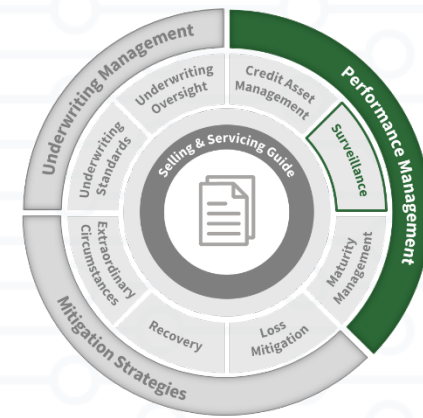 Underwriting Management
Performance Management
Mitigation Strategies
Underwriting
Oversight
Credit Asset
Management
Surveillance
Maturity
Management
Loss
Mitigation
Recovery
Extraordinary
Circumstances
Underwriting
Standards
Selling & Servicing Guide